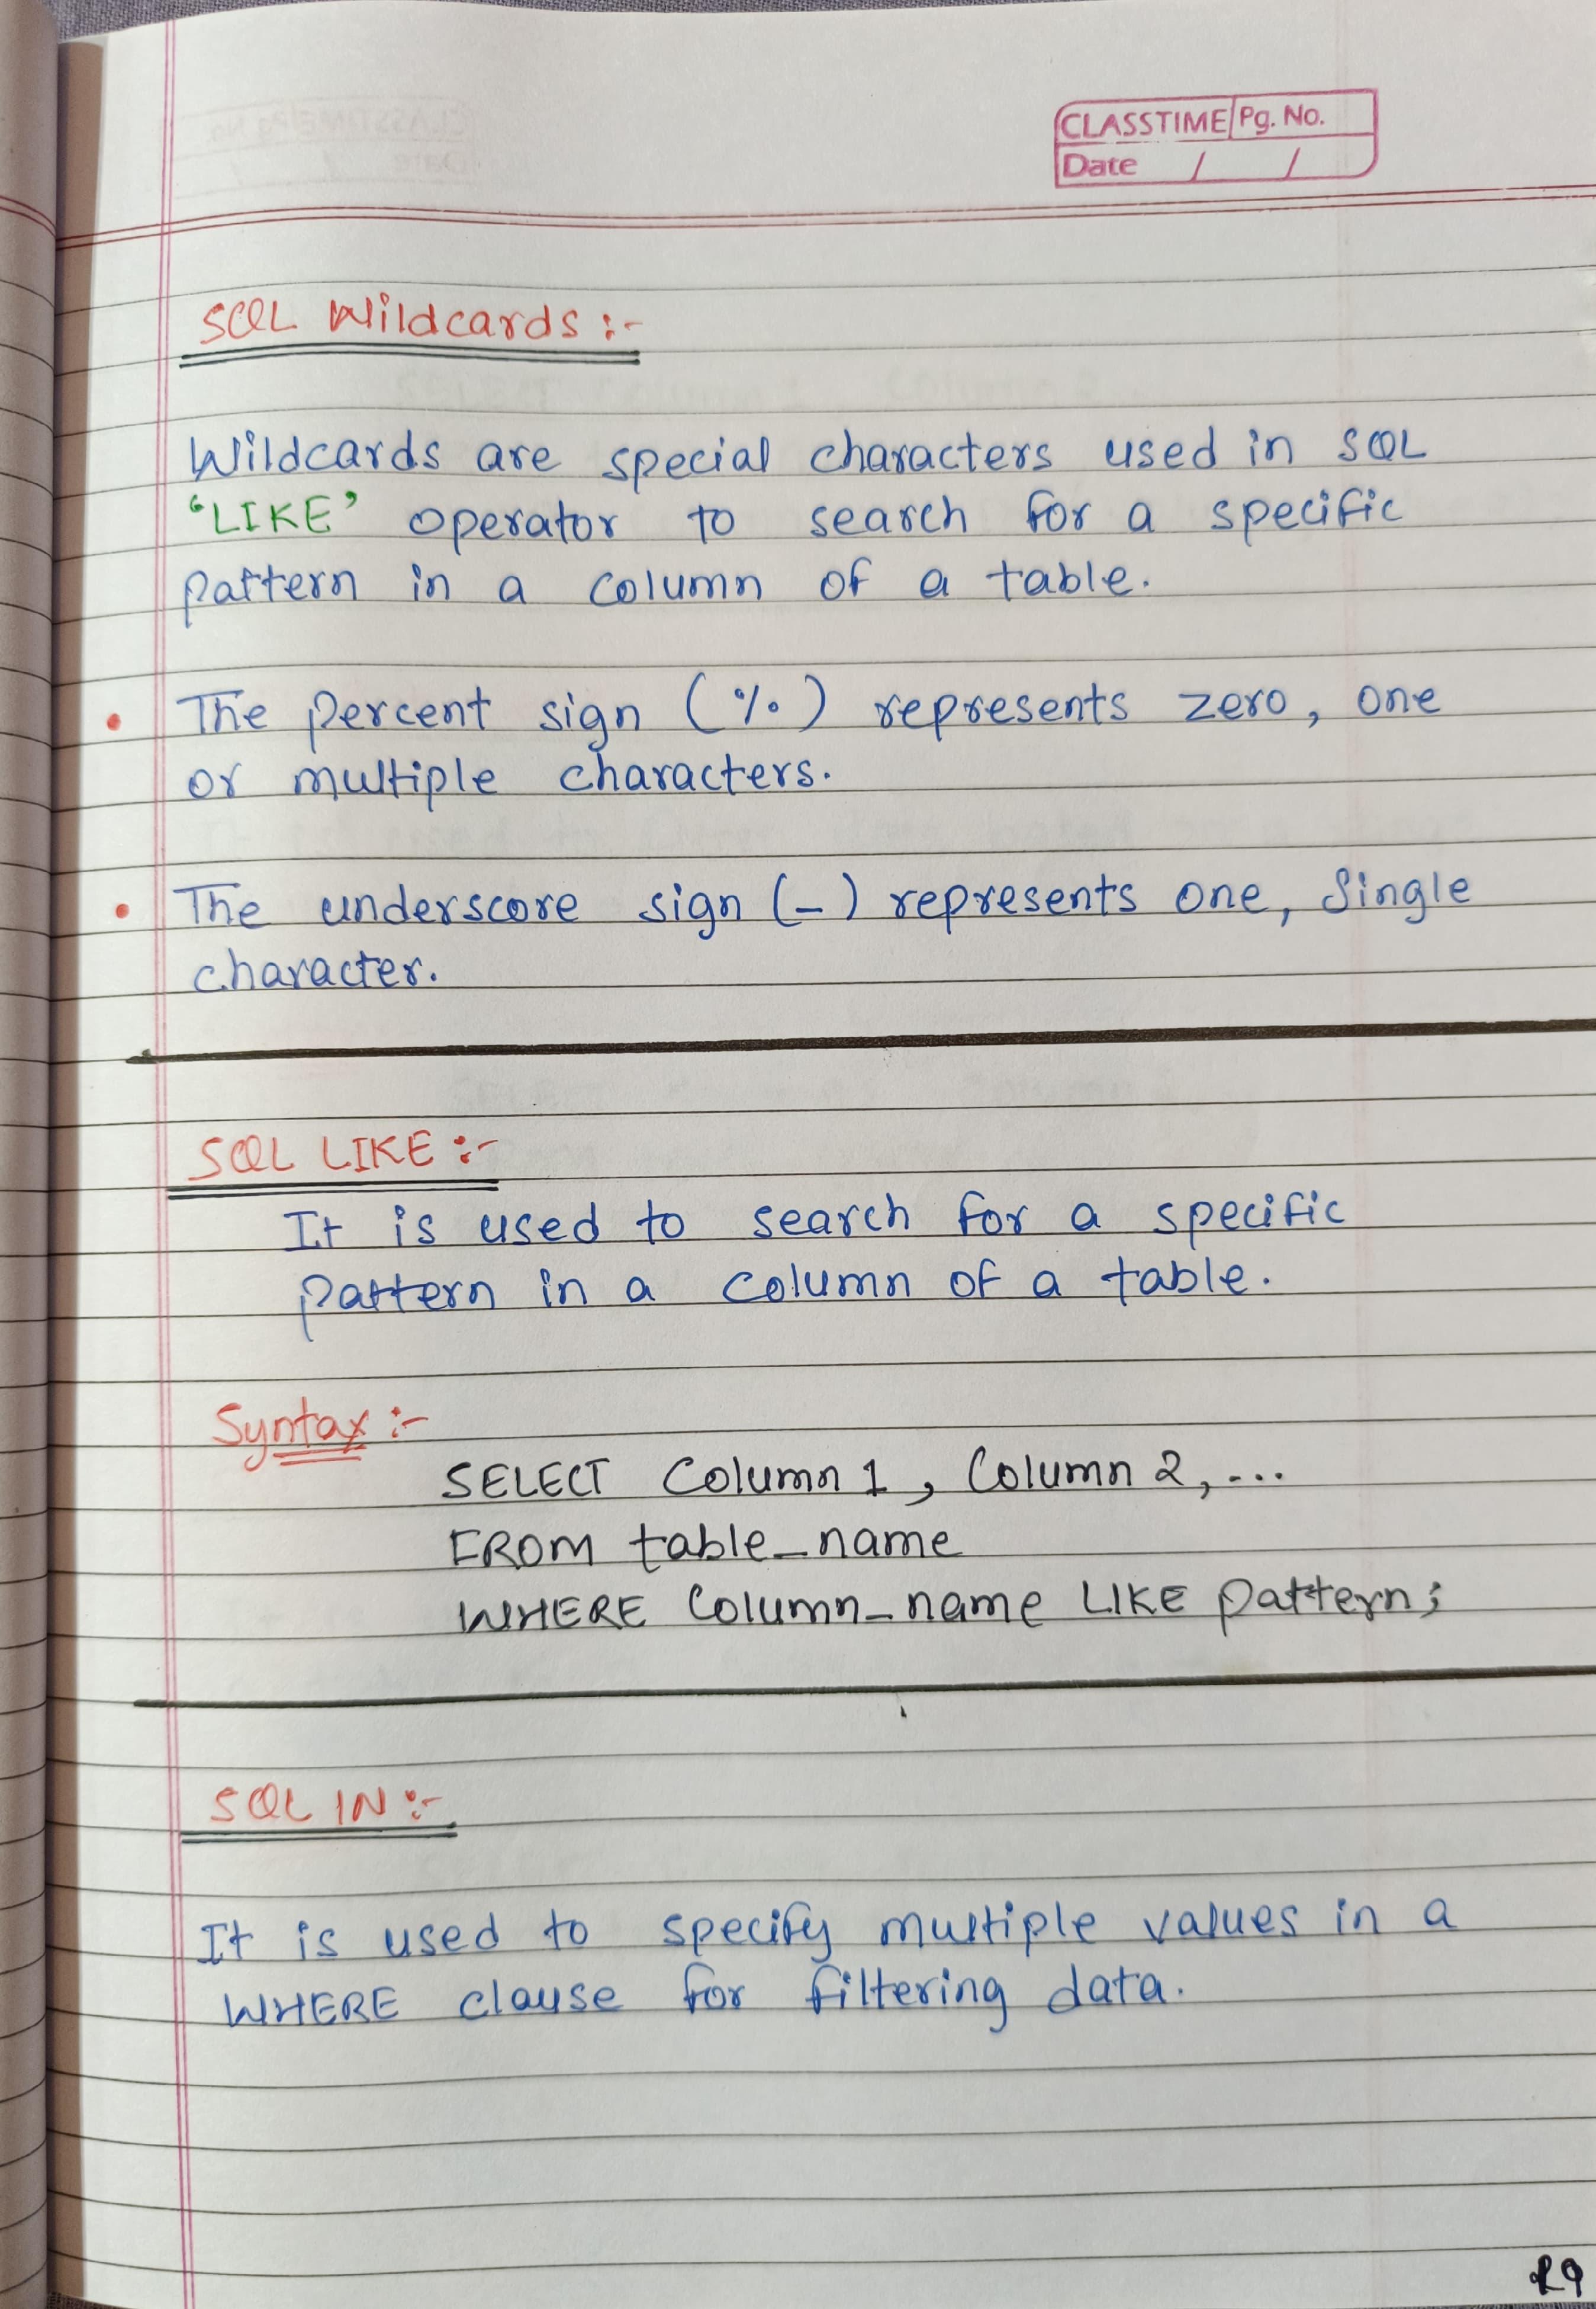 CLASSTIME Pg. No.
Date / /
SQL Wildcards :-
Wildcards are special characters used in SQL
'LIKE' operator to search for a specific
pattern in a column of a table.
• The percent sign (%) represents zero, one
or multiple characters.
• The underscore sign (_) represents one, Single
character.
SQL LIKE :-
It is used to search for a specific
pattern in a column of a table.
Syntax :-
SELECT Column 1, Column 2, ...
FROM table_name
WHERE Column_name LIKE pattern;
SQL IN :-
It is used to specify multiple values in a
WHERE clause for filtering data.